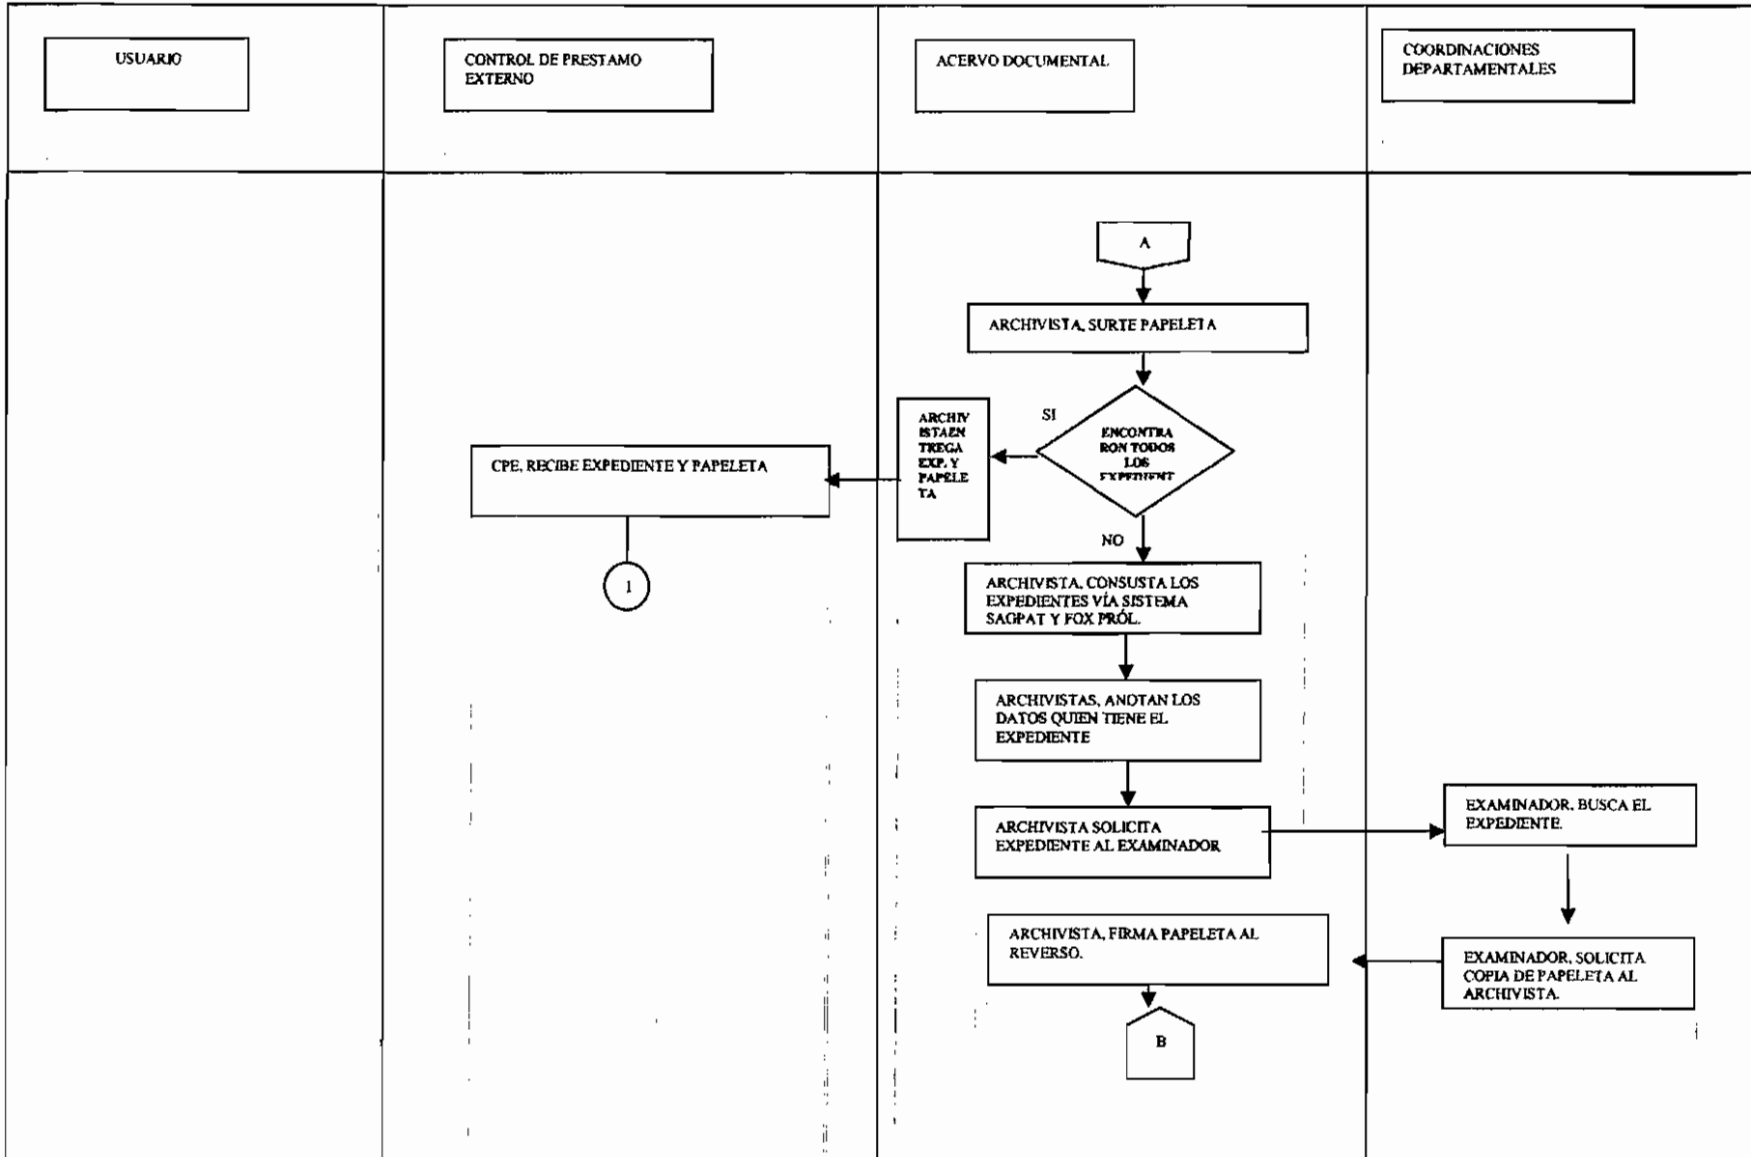 USUARIO
CONTROL DE PRESTAMO
EXTERNO
ACERVO DOCUMENTAL
COORDINACIONES
DEPARTAMENTALES
A
ARCHIVISTA, SURTE PAPELETA
SI
ENCONTRA
RON TODOS
LOS
EXPEDIENT
ARCHIV
ISTAEN
TREGA
EXP. Y
PAPELE
TA
CPE, RECIBE EXPEDIENTE Y PAPELETA
1
NO
ARCHIVISTA, CONSUSTA LOS
EXPEDIENTES VÍA SISTEMA
SAGPAT Y FOX PRÓL.
ARCHIVISTAS, ANOTAN LOS
DATOS QUIEN TIENE EL
EXPEDIENTE
ARCHIVISTA SOLICITA
EXPEDIENTE AL EXAMINADOR
EXAMINADOR, BUSCA EL
EXPEDIENTE.
EXAMINADOR, SOLICITA
COPIA DE PAPELETA AL
ARCHIVISTA.
ARCHIVISTA, FIRMA PAPELETA AL
REVERSO.
B